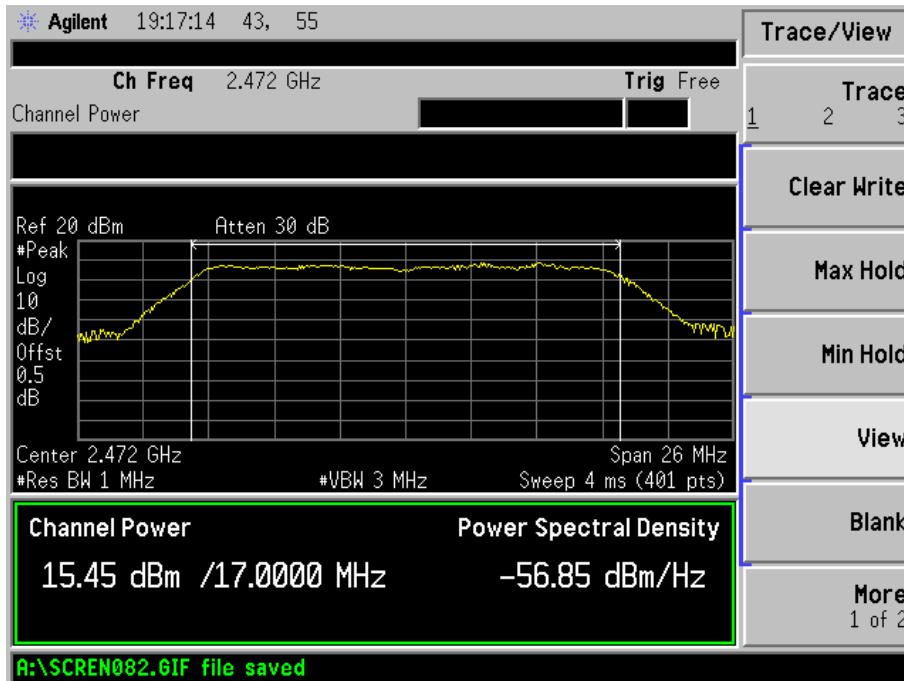 Agilent 19:17:14 43, 55
Trace/View
Ch Freq 2.472 GHz
Trig Free
Channel Power
Trace
1 2 3
Clear Write
Max Hold
Min Hold
View
Blank
More
1 of 2
Ref 20 dBm
Atten 30 dB
#Peak
Log
10
dB/
Offst
0.5
dB
Center 2.472 GHz
Span 26 MHz
#Res BW 1 MHz
#VBW 3 MHz
Sweep 4 ms (401 pts)
Channel Power
Power Spectral Density
15.45 dBm /17.0000 MHz
-56.85 dBm/Hz
A:\SCREN082.GIF file saved